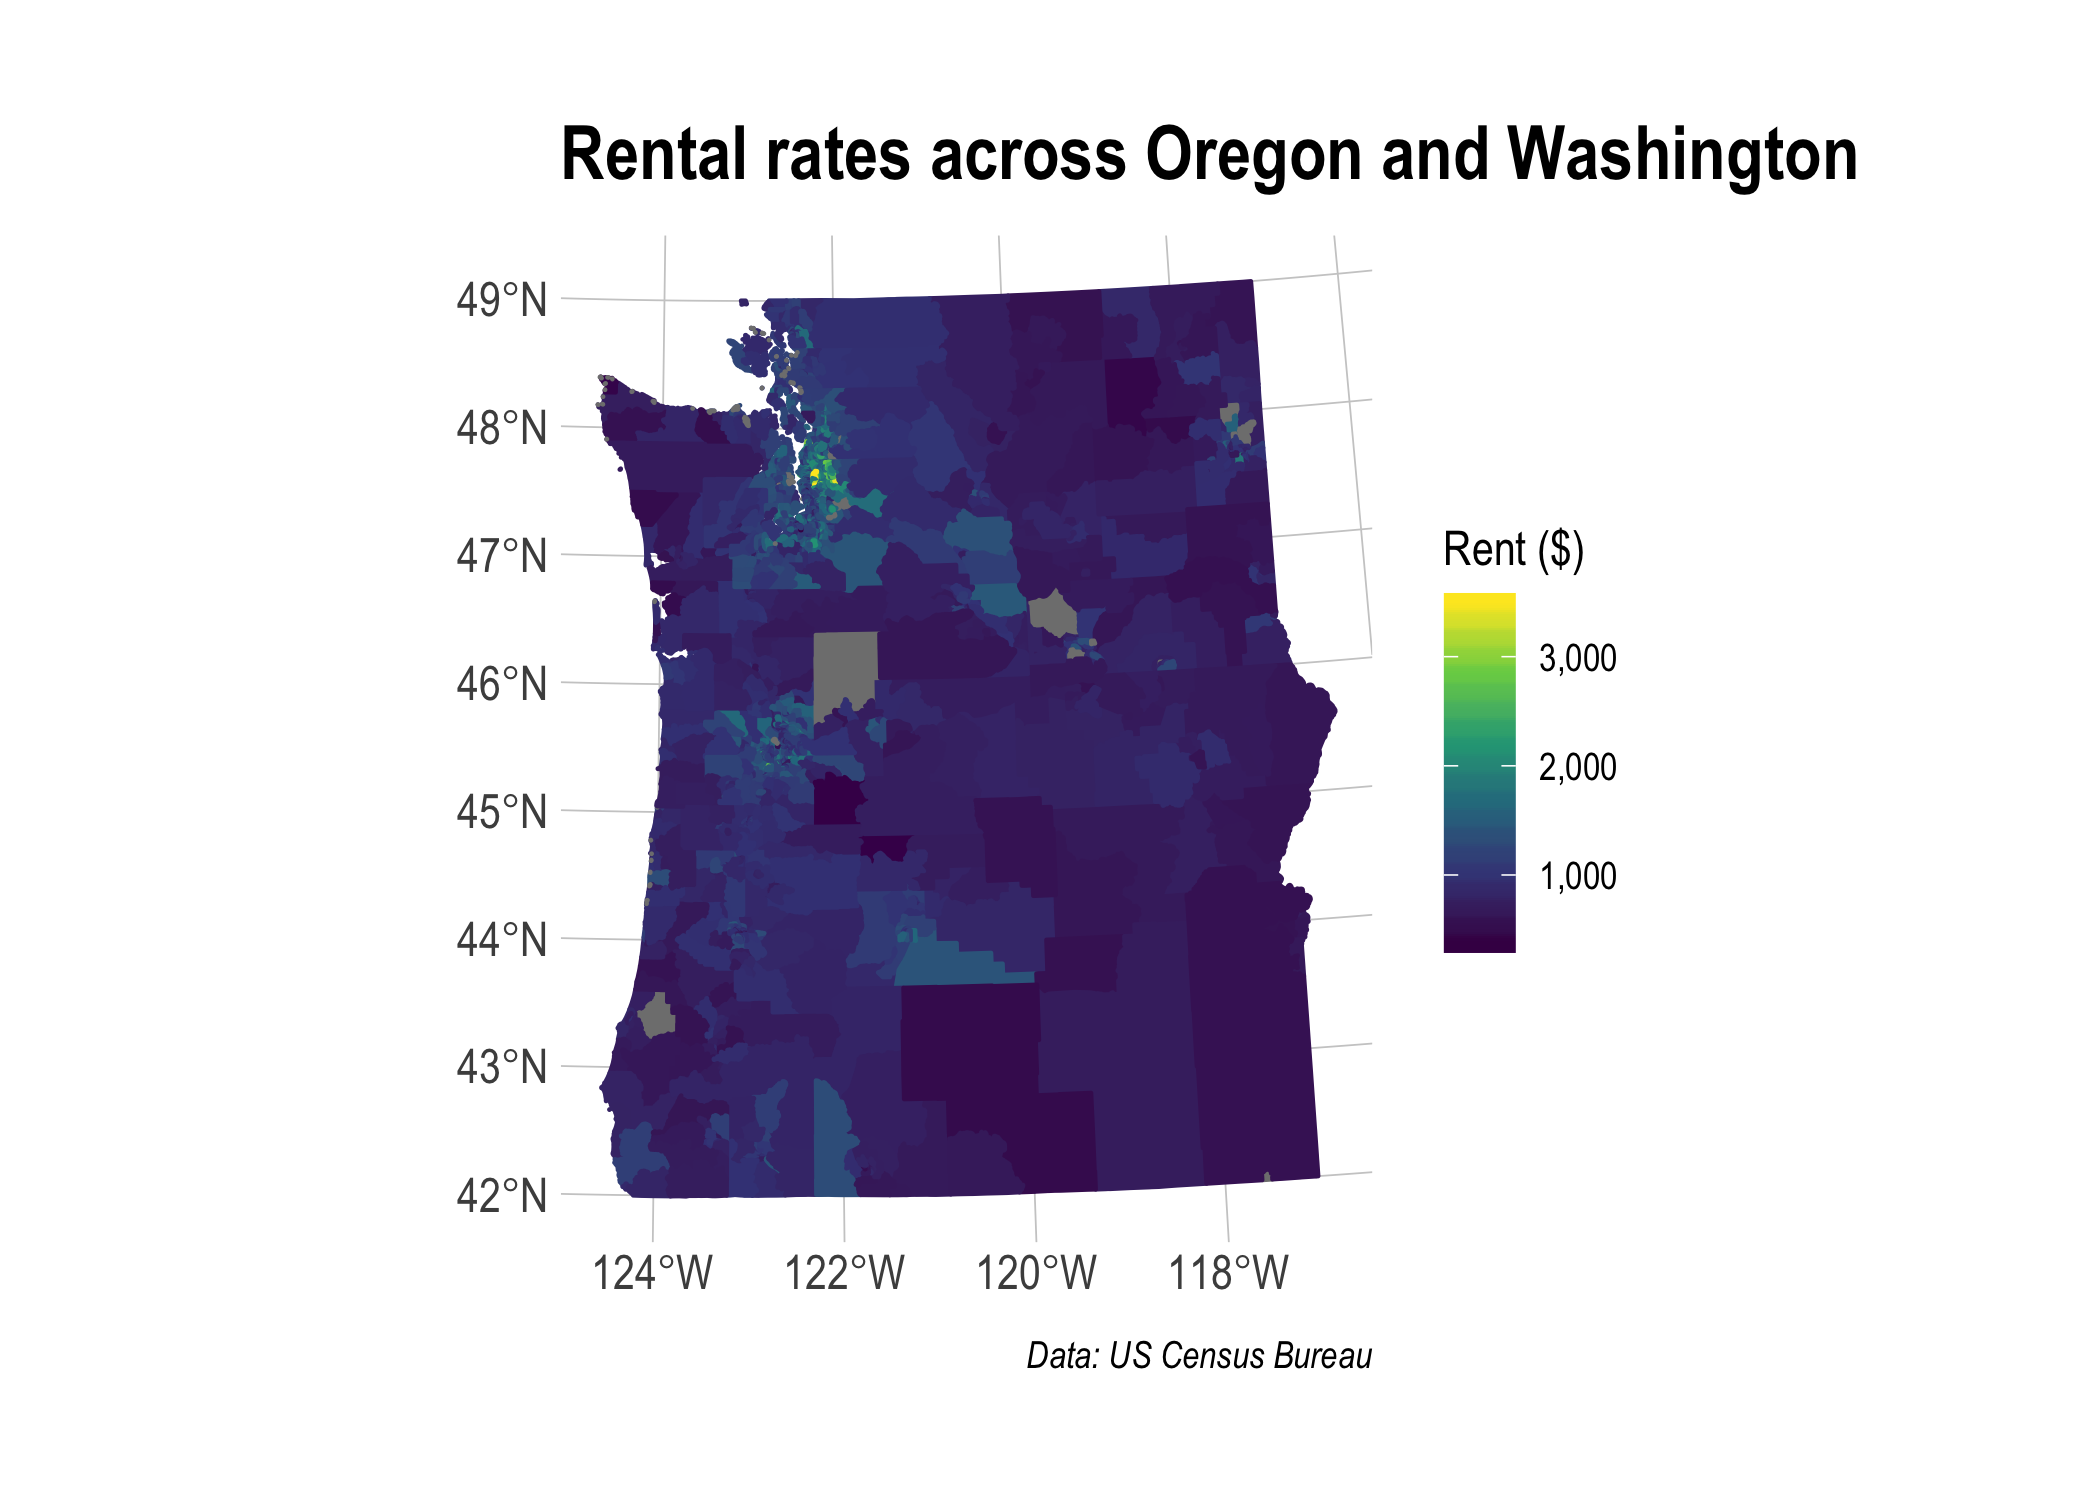 Rental rates across Oregon and Washington
49°N
48°N
47°N
46°N
45°N
44°N
43°N
42°N
124°W
122°W
120°W
118°W
Rent ($)
3,000
2,000
1,000
Data: US Census Bureau